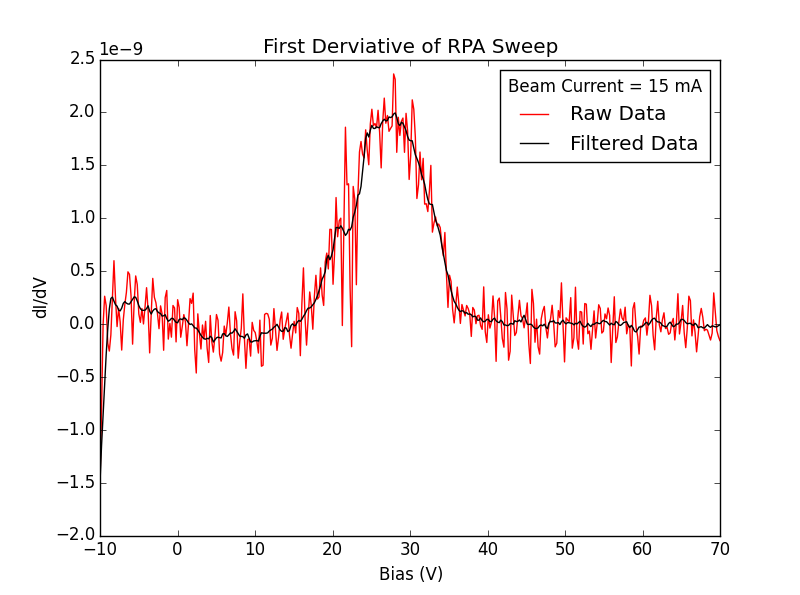 First Derviative of RPA Sweep
1e−9
2.5
2.0
1.5
1.0
0.5
0.0
−0.5
−1.0
−1.5
−2.0
dI/dV
Beam Current = 15 mA
Raw Data
Filtered Data
−10 0 10 20 30 40 50 60 70
Bias (V)